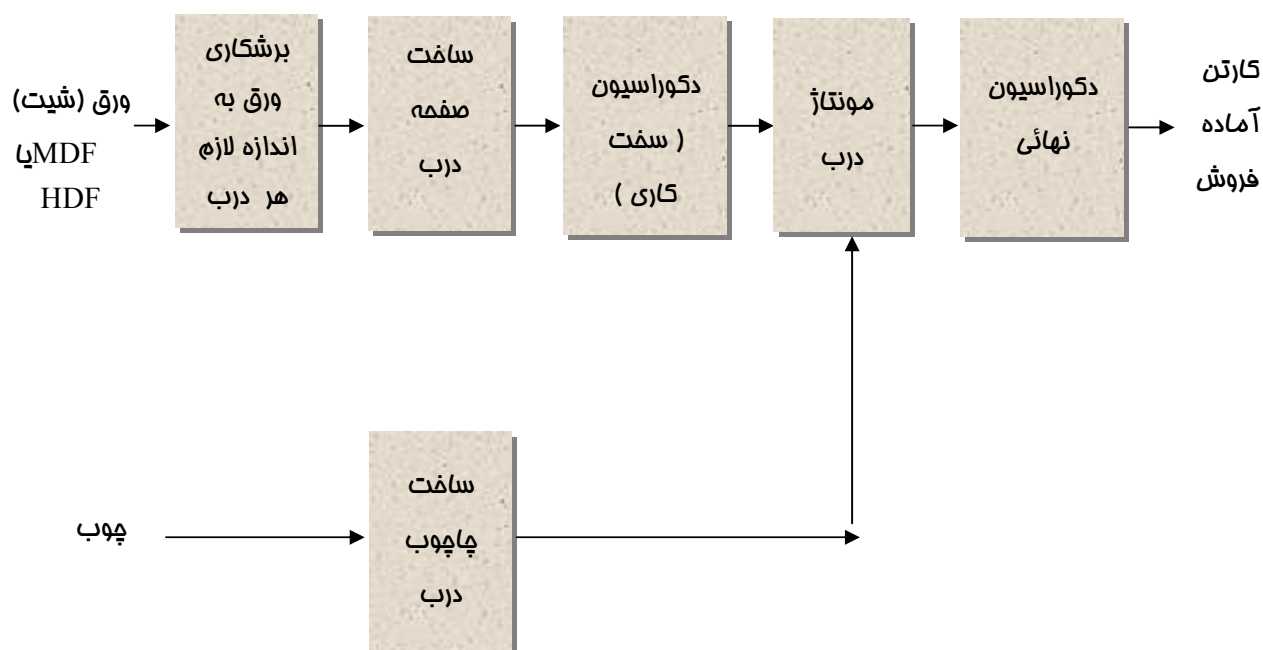 ورق (شیت)
MDFیا
HDF
برشکاری
ورق به
اندازه لازم
هر درب
ساخت
صفحه
درب
دکوراسیون
( سخت
کاری )
مونتاژ
درب
دکوراسیون
نهائی
کارتن
آماده
فروش
چوب
ساخت
چاچوب
درب